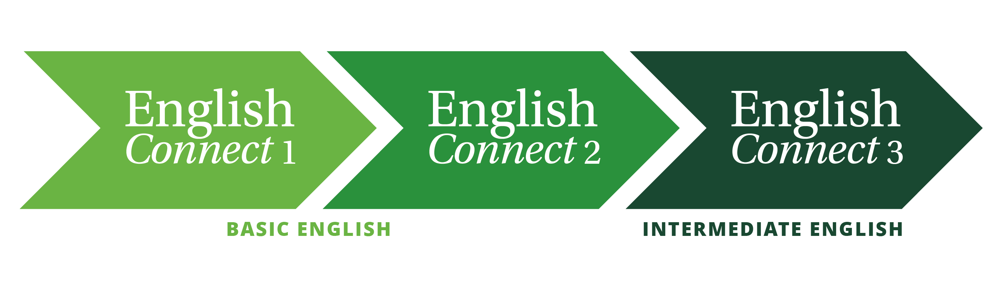 English
Connect 1
English
Connect 2
English
Connect 3
BASIC ENGLISH
INTERMEDIATE ENGLISH